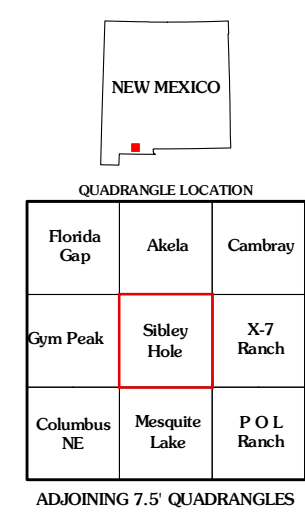 NEW MEXICO
QUADRANGLE LOCATION
Florida
Gap
Akela
Cambray
Gym Peak
Sibley
Hole
X-7
Ranch
Columbus
NE
Mesquite
Lake
P O L
Ranch
ADJOINING 7.5' QUADRANGLES